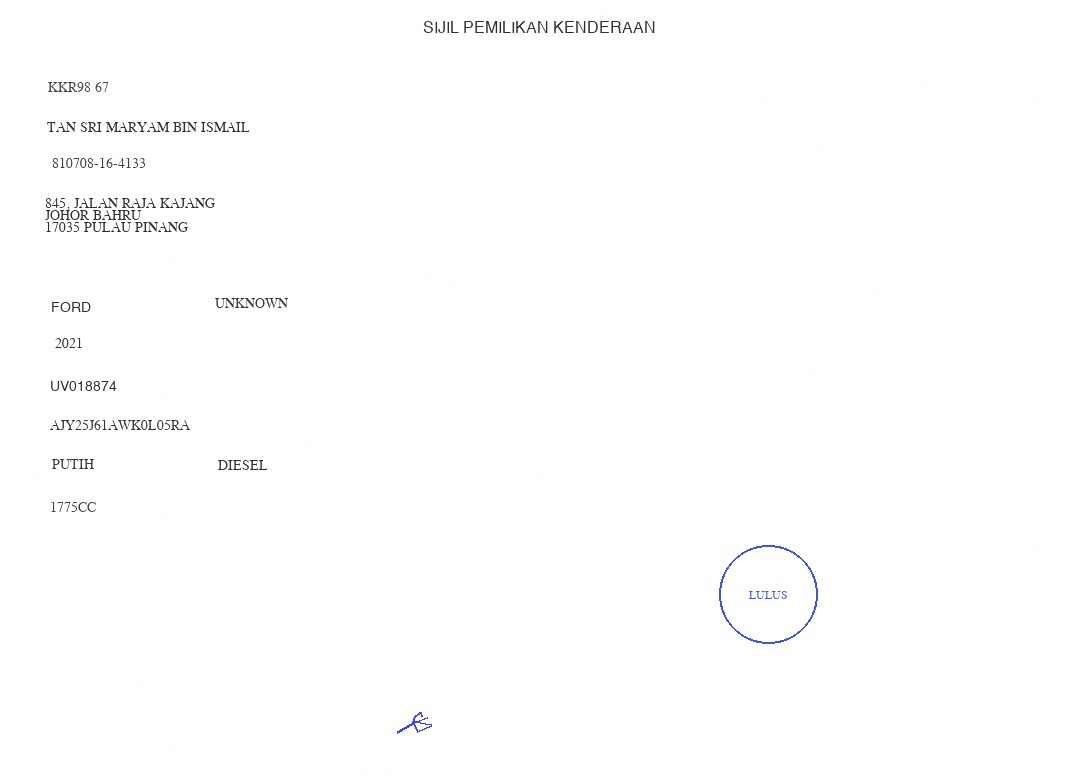 SIJIL PEMILIKAN KENDERAAN
KKR98 67
TAN SRI MARYAM BIN ISMAIL
810708-16-4133
845, JALAN RAJA KAJANG
JOHOR BAHRU
17035 PULAU PINANG
FORD UNKNOWN
2021
UV018874
AJY25J61AWK0L05RA
PUTIH DIESEL
1775CC
LULUS